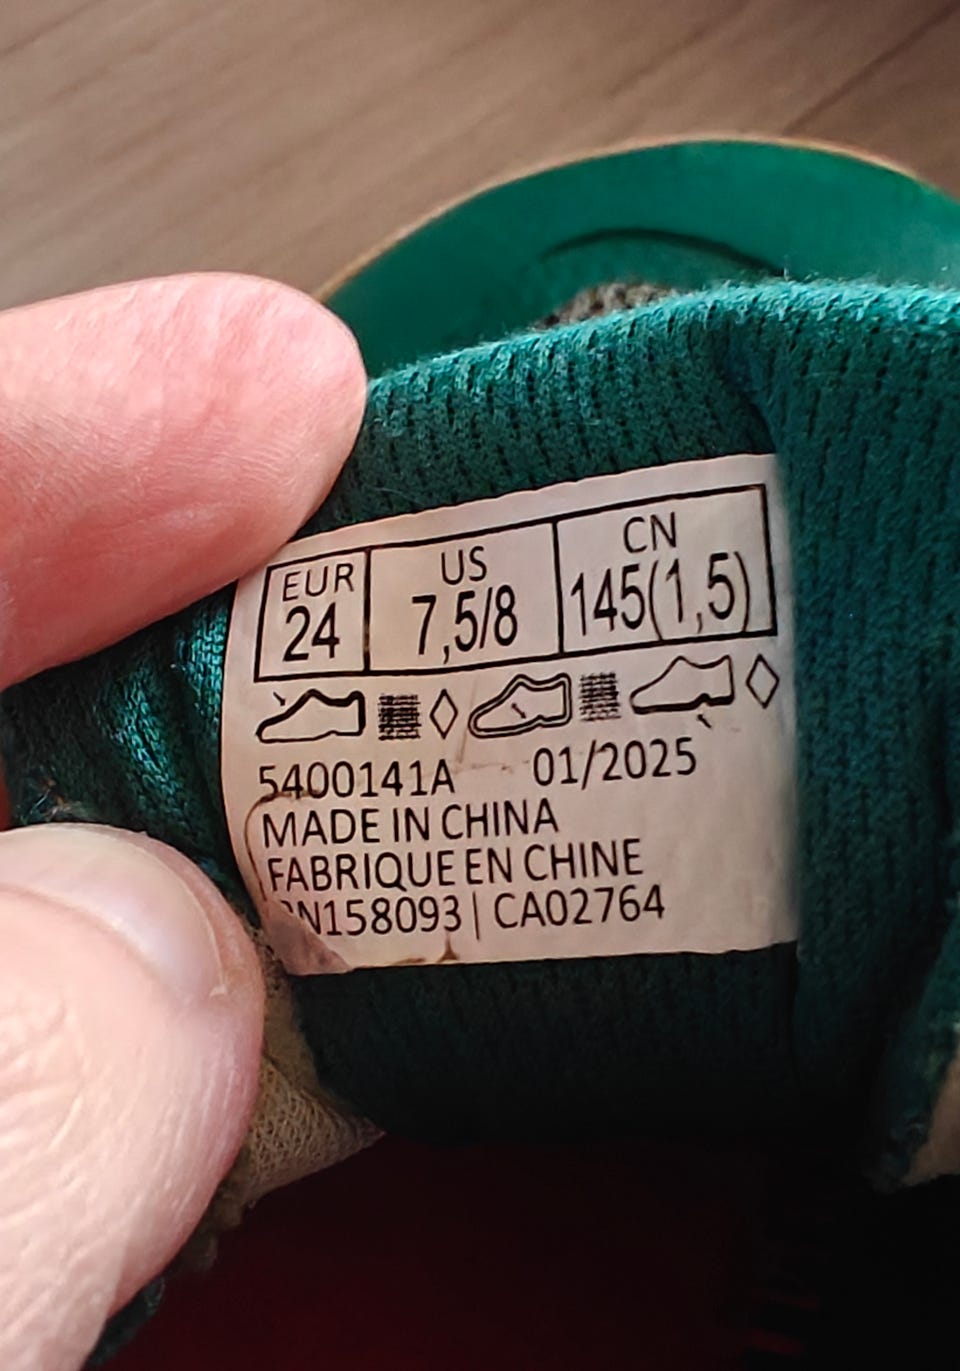 EUR US CN
24 7,5/8 145(1,5)
5400141A 01/2025
MADE IN CHINA
FABRIQUE EN CHINE
CA02764